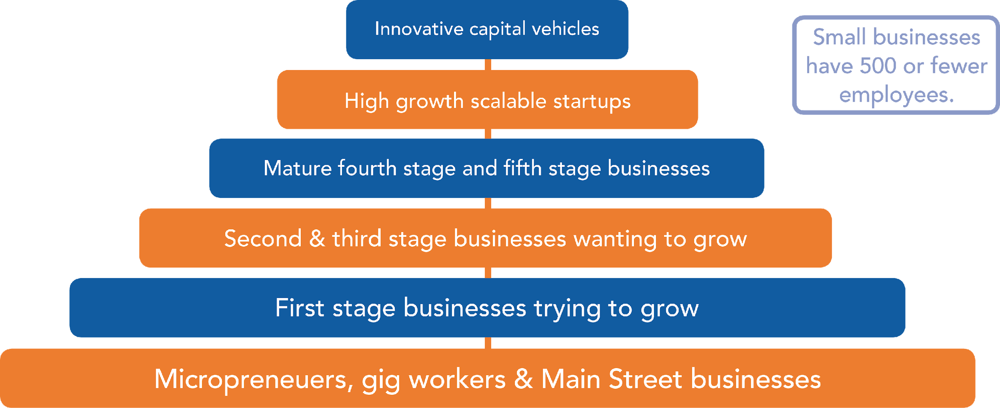 Innovative capital vehicles
Small businesses
have 500 or fewer
employees.
High growth scalable startups
Mature fourth stage and fifth stage businesses
Second & third stage businesses wanting to grow
First stage businesses trying to grow
Micropreneuers, gig workers & Main Street businesses